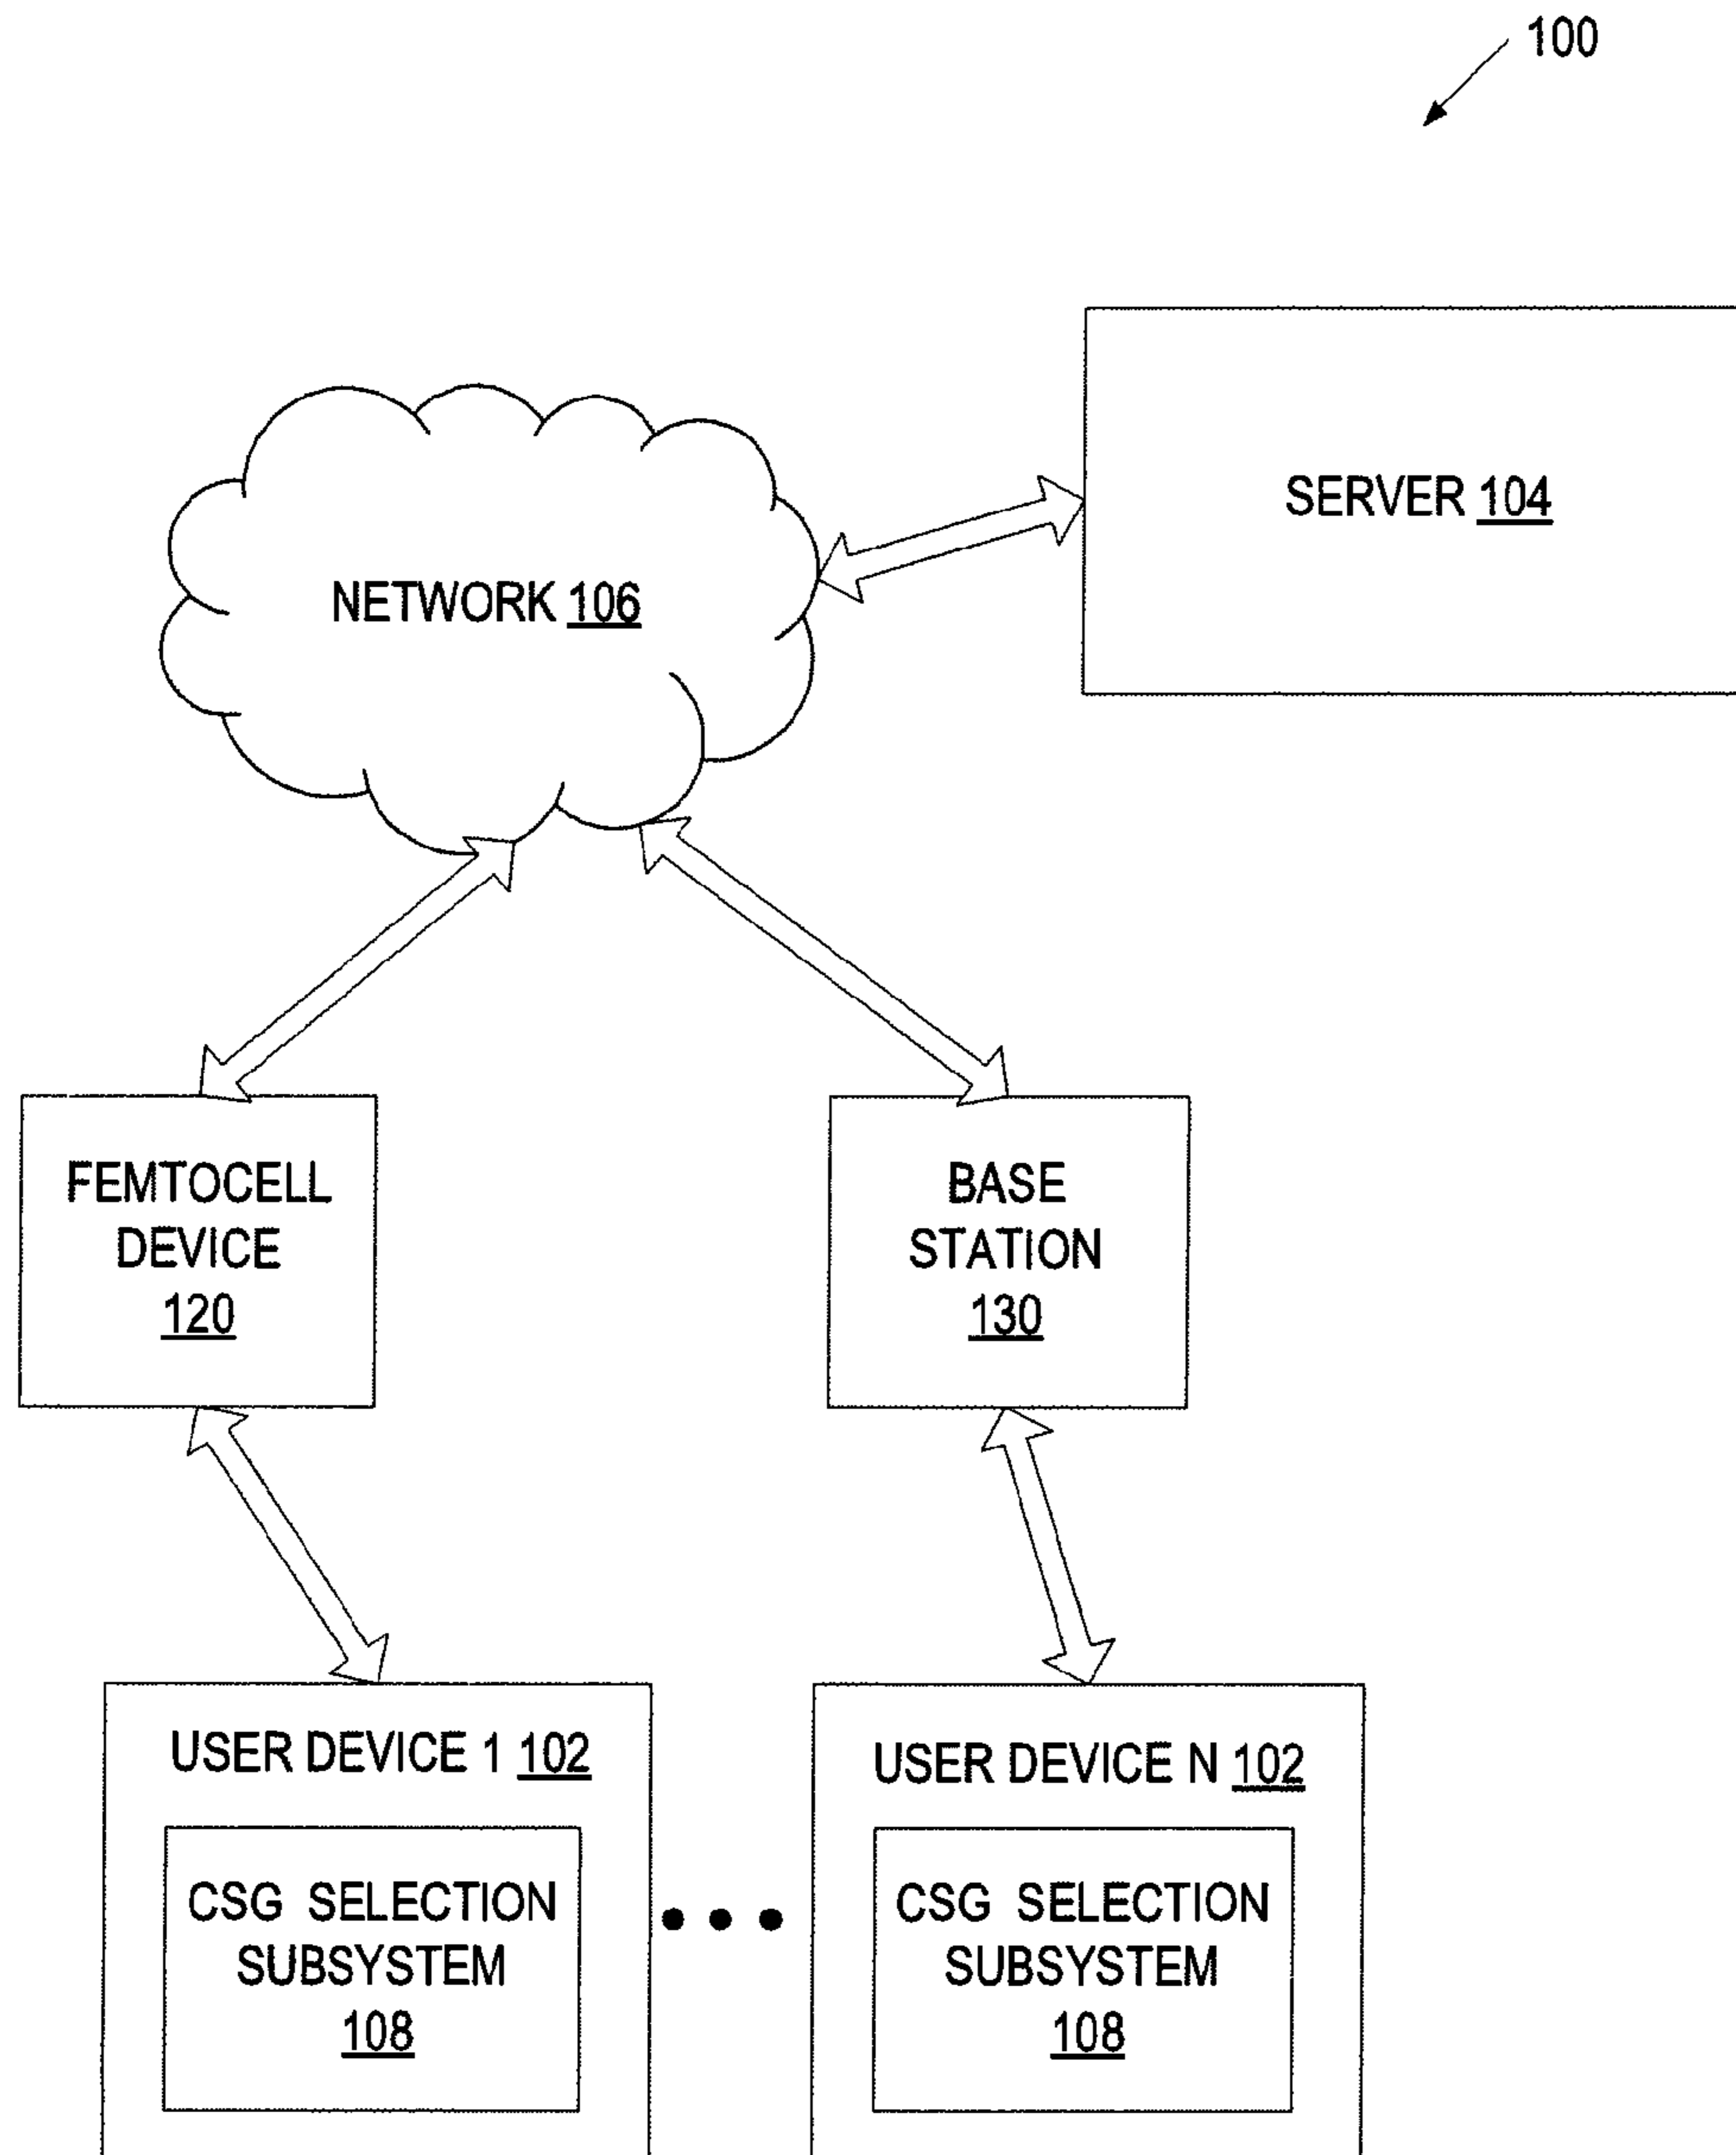 100
SERVER 104
NETWORK 106
FEMTOCELL
DEVICE
120
BASE
STATION
130
USER DEVICE 1 102
CSG SELECTION
SUBSYSTEM
108
USER DEVICE N 102
CSG SELECTION
SUBSYSTEM
108